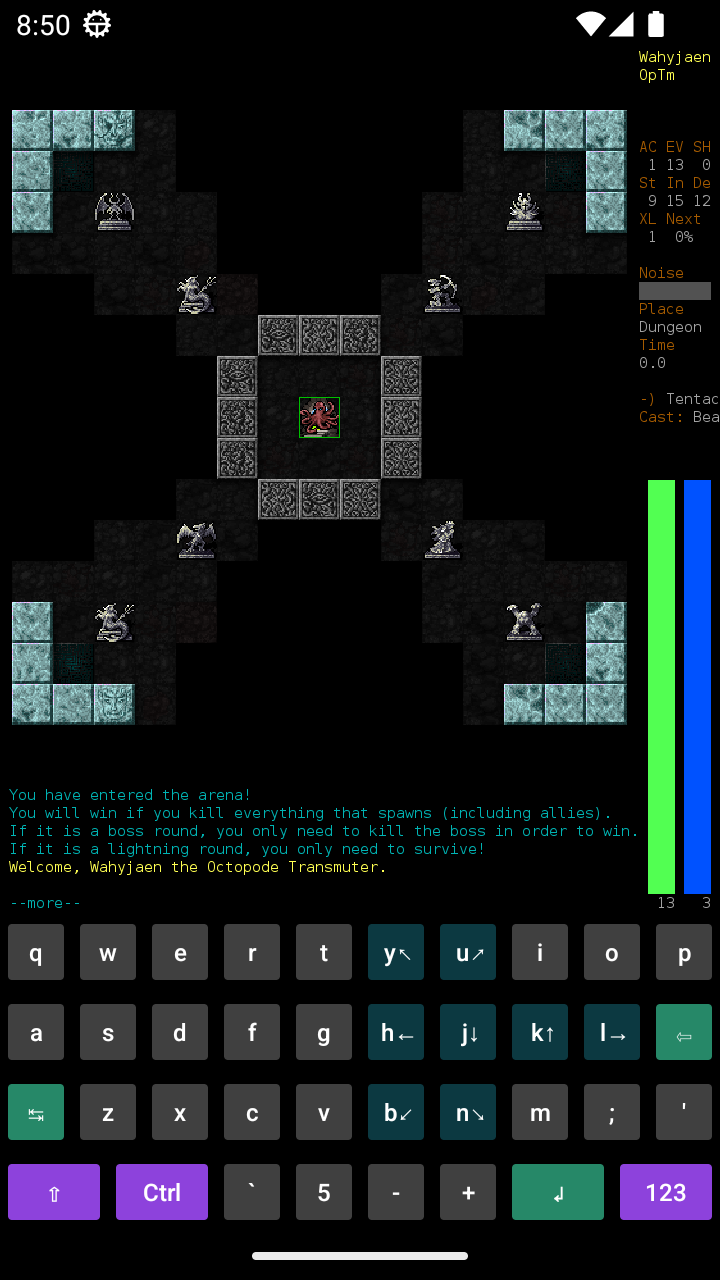 8:50
Wahyjaen
OpTm
AC EV SH
1 13 0
St In De
9 15 12
XL Next
1 0%
Noise
Place
Dungeon
Time
0.0
-) Tentac
Cast: Bea
You have entered the arena!
You will win if you kill everything that spawns (including allies).
If it is a boss round, you only need to kill the boss in order to win.
If it is a lightning round, you only need to survive!
Welcome, Wahyjaen the Octopode Transmuter.
--more--
13 3
q w e r t y↖ u↗ i o p
a s d f g h← j↓ k↑ l→ ⇦
↹ z x c v b↙ n↘ m ; '
⇧ Ctrl ` 5 - + ↲ 123